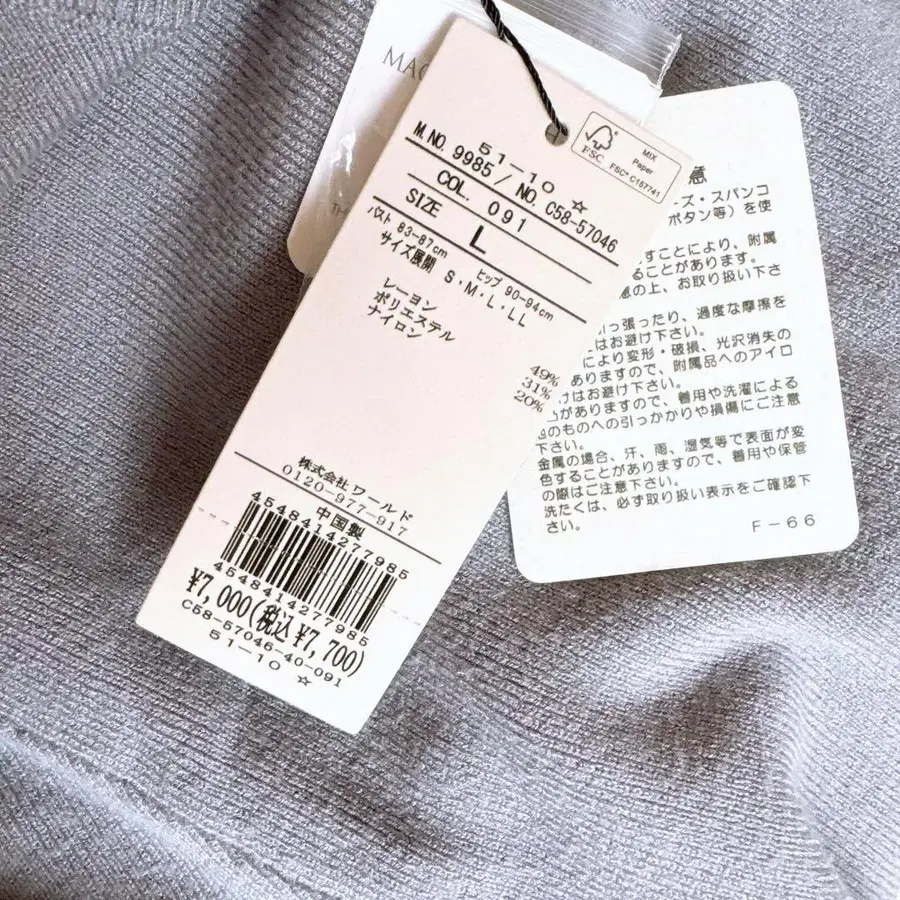 MAC
TH
FSC
MIX
Paper
FSC® C157741
51-10 ☆
M.NO. 9985 / NO. C58-57046
COL. 091
SIZE L
バスト 83-87cm ヒップ 90-94cm
サイズ展開 S・M・L・LL
レーヨン 49%
ポリエステル 31%
ナイロン 20%
株式会社ワールド
0120-977-917
中国製
4548414277985
4548414277985
¥7,000(税込¥7,700)
C58-57046-40-091
51-10 ☆
意
ーズ・スパンコ
ボタン等）を使
すことにより、附属
ることがあります。
意の上、お取り扱い下さ
っ張ったり、過度な摩擦を
はお避け下さい。
により変形・破損、光沢消失の
ありますので、附属品へのアイロ
はお避け下さい。
がありますので、着用や洗濯による
のものへの引っかかりや損傷にご注意
下さい。
金属の場合、汗、雨、湿気等で表面が変
色することがありますので、着用や保管
の際はご注意下さい。
洗たくは、必ず取り扱い表示をご確認下
さい。
F-66